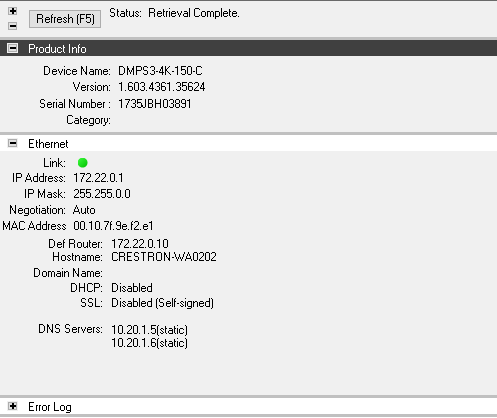 Refresh (F5) Status: Retrieval Complete.
Product Info
Device Name: DMPS3-4K-150-C
Version: 1.603.4361.35624
Serial Number : 1735JBH03891
Category:
Ethernet
Link:
IP Address: 172.22.0.1
IP Mask: 255.255.0.0
Negotiation: Auto
MAC Address 00.10.7f.9e.f2.e1
Def Router: 172.22.0.10
Hostname: CRESTRON-WA0202
Domain Name:
DHCP: Disabled
SSL: Disabled (Self-signed)
DNS Servers: 10.20.1.5(static)
10.20.1.6(static)
Error Log